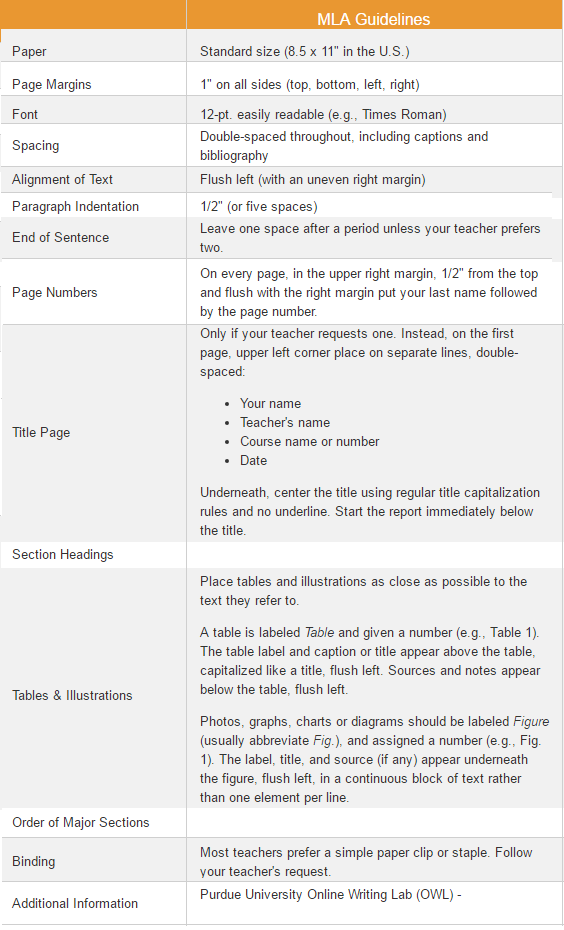 MLA Guidelines
Paper
Standard size (8.5 x 11" in the U.S.)
Page Margins
1" on all sides (top, bottom, left, right)
Font
12-pt. easily readable (e.g., Times Roman)
Spacing
Double-spaced throughout, including captions and
bibliography
Alignment of Text
Flush left (with an uneven right margin)
Paragraph Indentation
1/2" (or five spaces)
End of Sentence
Leave one space after a period unless your teacher prefers
two.
Page Numbers
On every page, in the upper right margin, 1/2" from the top
and flush with the right margin put your last name followed
by the page number.
Title Page
Only if your teacher requests one. Instead, on the first
page, upper left corner place on separate lines, double-
spaced:
• Your name
• Teacher's name
• Course name or number
• Date
Underneath, center the title using regular title capitalization
rules and no underline. Start the report immediately below
the title.
Section Headings
Tables & Illustrations
Place tables and illustrations as close as possible to the
text they refer to.
A table is labeled Table and given a number (e.g., Table 1).
The table label and caption or title appear above the table,
capitalized like a title, flush left. Sources and notes appear
below the table, flush left.
Photos, graphs, charts or diagrams should be labeled Figure
(usually abbreviate Fig.), and assigned a number (e.g., Fig.
1). The label, title, and source (if any) appear underneath
the figure, flush left, in a continuous block of text rather
than one element per line.
Order of Major Sections
Binding
Most teachers prefer a simple paper clip or staple. Follow
your teacher's request.
Additional Information
Purdue University Online Writing Lab (OWL) -